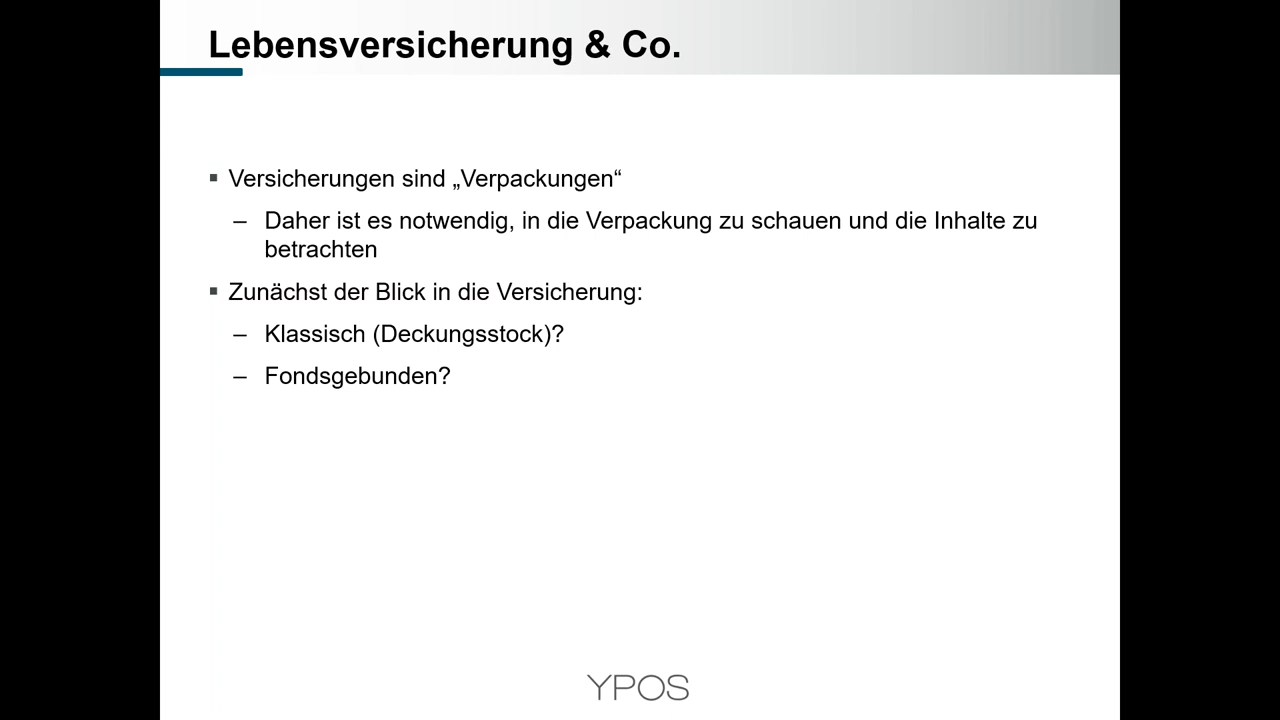 Lebensversicherung & Co.
▪ Versicherungen sind „Verpackungen“
– Daher ist es notwendig, in die Verpackung zu schauen und die Inhalte zu
betrachten
▪ Zunächst der Blick in die Versicherung:
– Klassisch (Deckungsstock)?
– Fondsgebunden?
YPOS